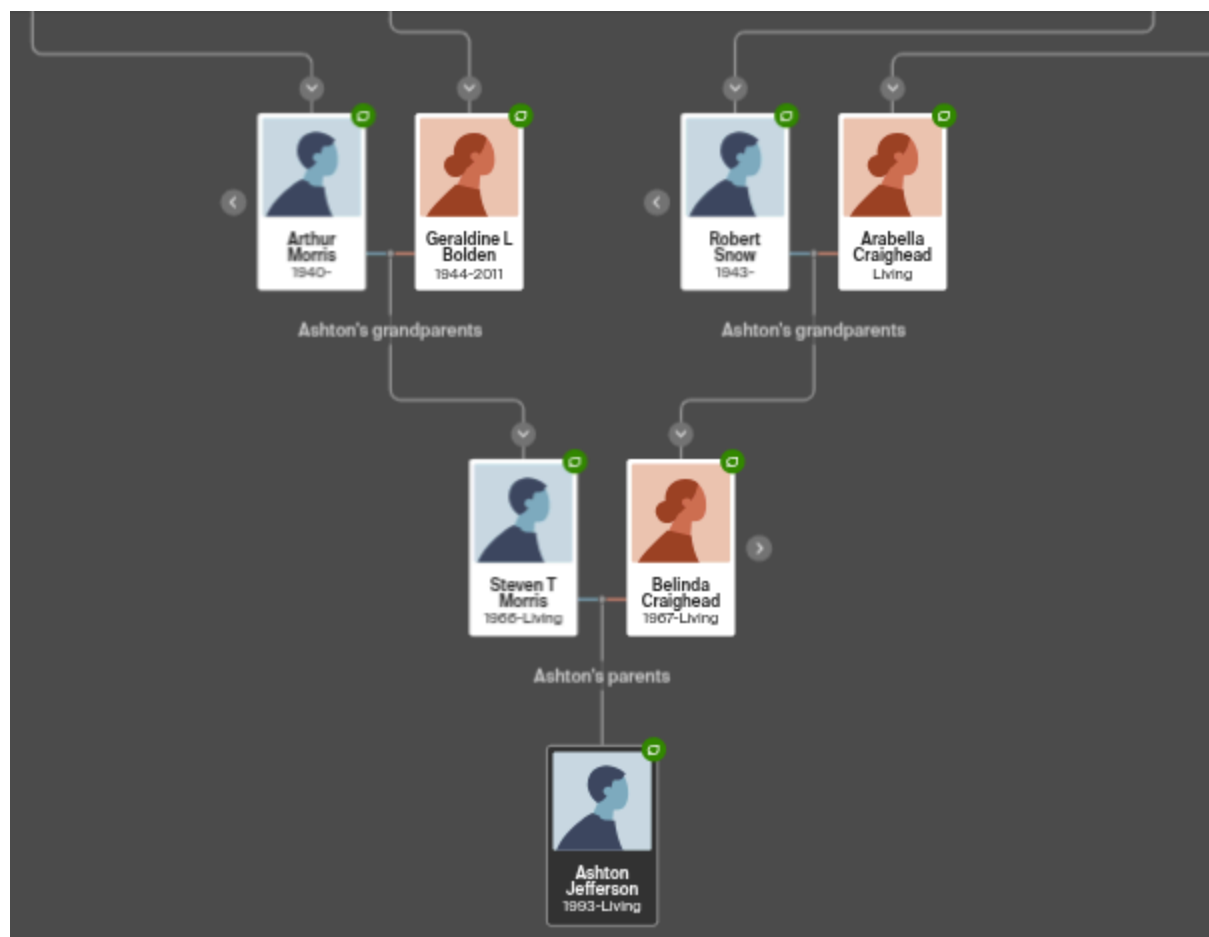 Arthur
Morris
1940-
Geraldine L
Bolden
1944-2011
Robert
Snow
1943-
Arabella
Craighead
Living
Ashton's grandparents
Ashton's grandparents
Steven T
Morris
1966-Living
Belinda
Craighead
1967-Living
Ashton's parents
Ashton
Jefferson
1993-Living